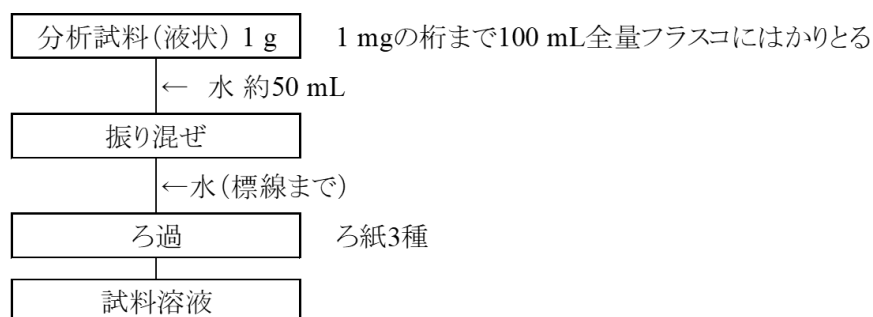 分析試料(液状) 1 g  1 mgの桁まで100 mL全量フラスコにはかりとる
← 水 約50 mL
振り混ぜ
←水(標線まで)
ろ過  ろ紙3種
試料溶液